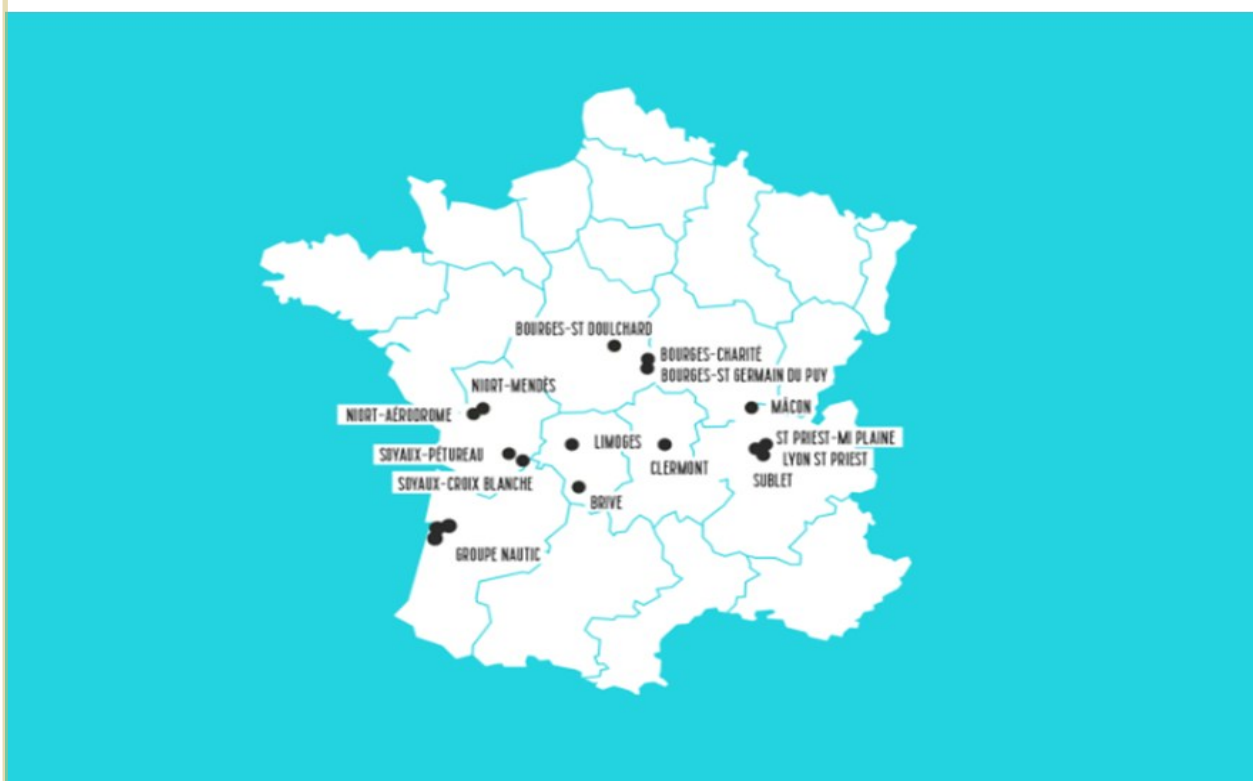 BOURGES-ST DOULCHARD
BOURGES-CHARITÉ
BOURGES-ST GERMAIN DU PUY
NIORT-MENDÈS
NIORT-AÉRODROME
MÂCON
SOYAUX-PÉTUREAU
LIMOGES
ST PRIEST-MI PLAINE
CLERMONT
LYON ST PRIEST
SOYAUX-CROIX BLANCHE
SUBLET
BRIVE
GROUPE NAUTIC